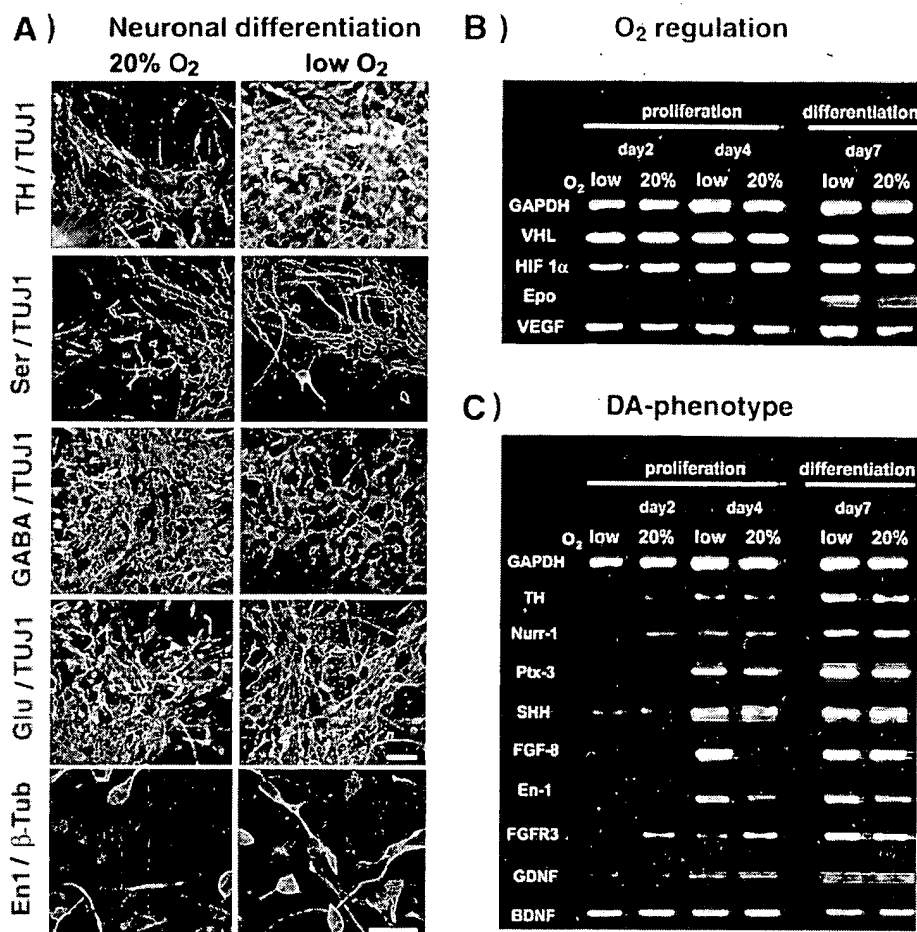 A) Neuronal differentiation
20% O₂ low O₂
TH / TUJ1
Ser / TUJ1
GABA / TUJ1
Glu / TUJ1
En1 / β-Tub
B) O₂ regulation
proliferation differentiation
day2 day4 day7
O₂ low 20% low 20% low 20%
GAPDH
VHL
HIF 1α
Epo
VEGF
C) DA-phenotype
proliferation differentiation
day2 day4 day7
O₂ low 20% low 20% low 20%
GAPDH
TH
Nurr-1
Ptx-3
SHH
FGF-8
En-1
FGFR3
GDNF
BDNF